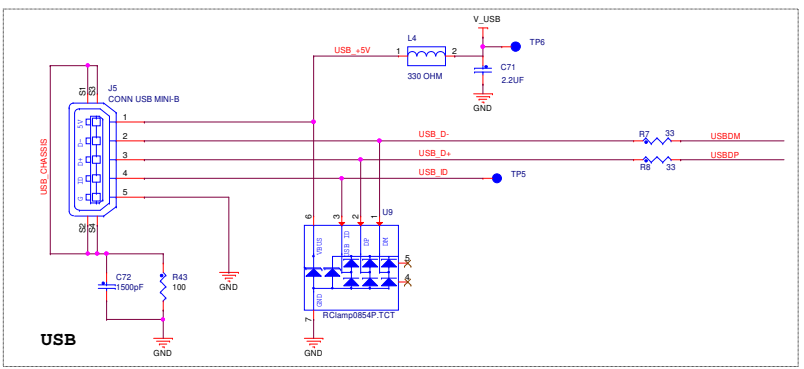 V_USB
L4
USB_+5V
1
2
TP6
330 OHM
C71
2.2UF
GND
J5
CONN USB MINI-B
S1
S3
USB_CHASSIS
5V
D-
D+
ID
G
1
2
3
4
5
USB_D-
USB_D+
USB_ID
R7
33
USBDM
R8
33
USBDP
TP5
S2
S4
6
3
2
1
U9
VBUS
USB ID
DP
DM
5
4
GND
7
RClamp0854P.TCT
GND
GND
C72
1500pF
R43
100
GND
USB